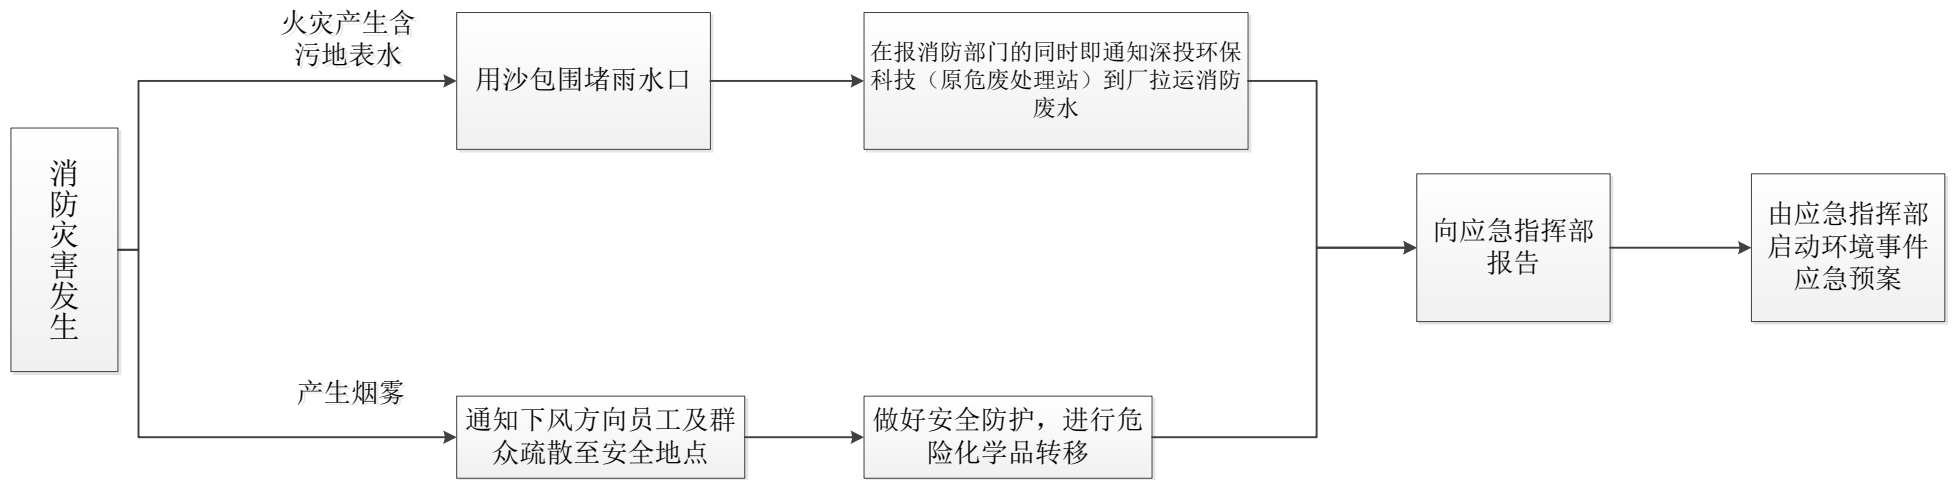 火灾产生含
污地表水
用沙包围堵雨水口
在报消防部门的同时即通知深投环保
科技（原危废处理站）到厂拉运消防
废水
消防灾害发生
向应急指挥部
报告
由应急指挥部
启动环境事件
应急预案
产生烟雾
通知下风方向员工及群
众疏散至安全地点
做好安全防护，进行危
险化学品转移